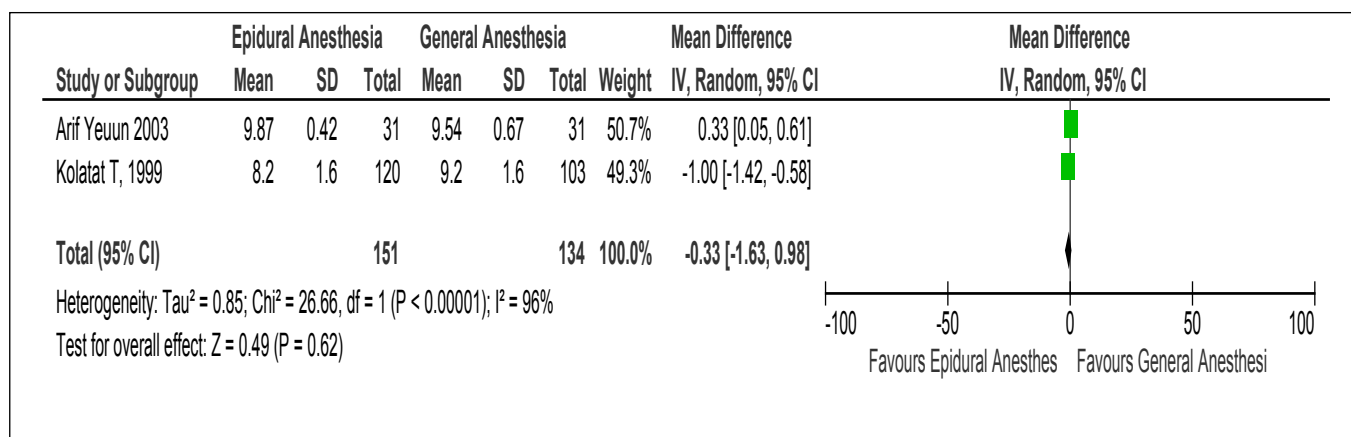 Epidural Anesthesia General Anesthesia Mean Difference Mean Difference
Study or Subgroup Mean SD Total Mean SD Total Weight IV, Random, 95% CI IV, Random, 95% CI
Arif Yeuun 2003 9.87 0.42 31 9.54 0.67 31 50.7% 0.33 [0.05, 0.61]
Kolatat T, 1999 8.2 1.6 120 9.2 1.6 103 49.3% -1.00 [-1.42, -0.58]
Total (95% CI) 151 134 100.0% -0.33 [-1.63, 0.98]
Heterogeneity: Tau² = 0.85; Chi² = 26.66, df = 1 (P < 0.00001); I² = 96%
Test for overall effect: Z = 0.49 (P = 0.62)
-100 -50 0 50 100
Favours Epidural Anesthes Favours General Anesthesi